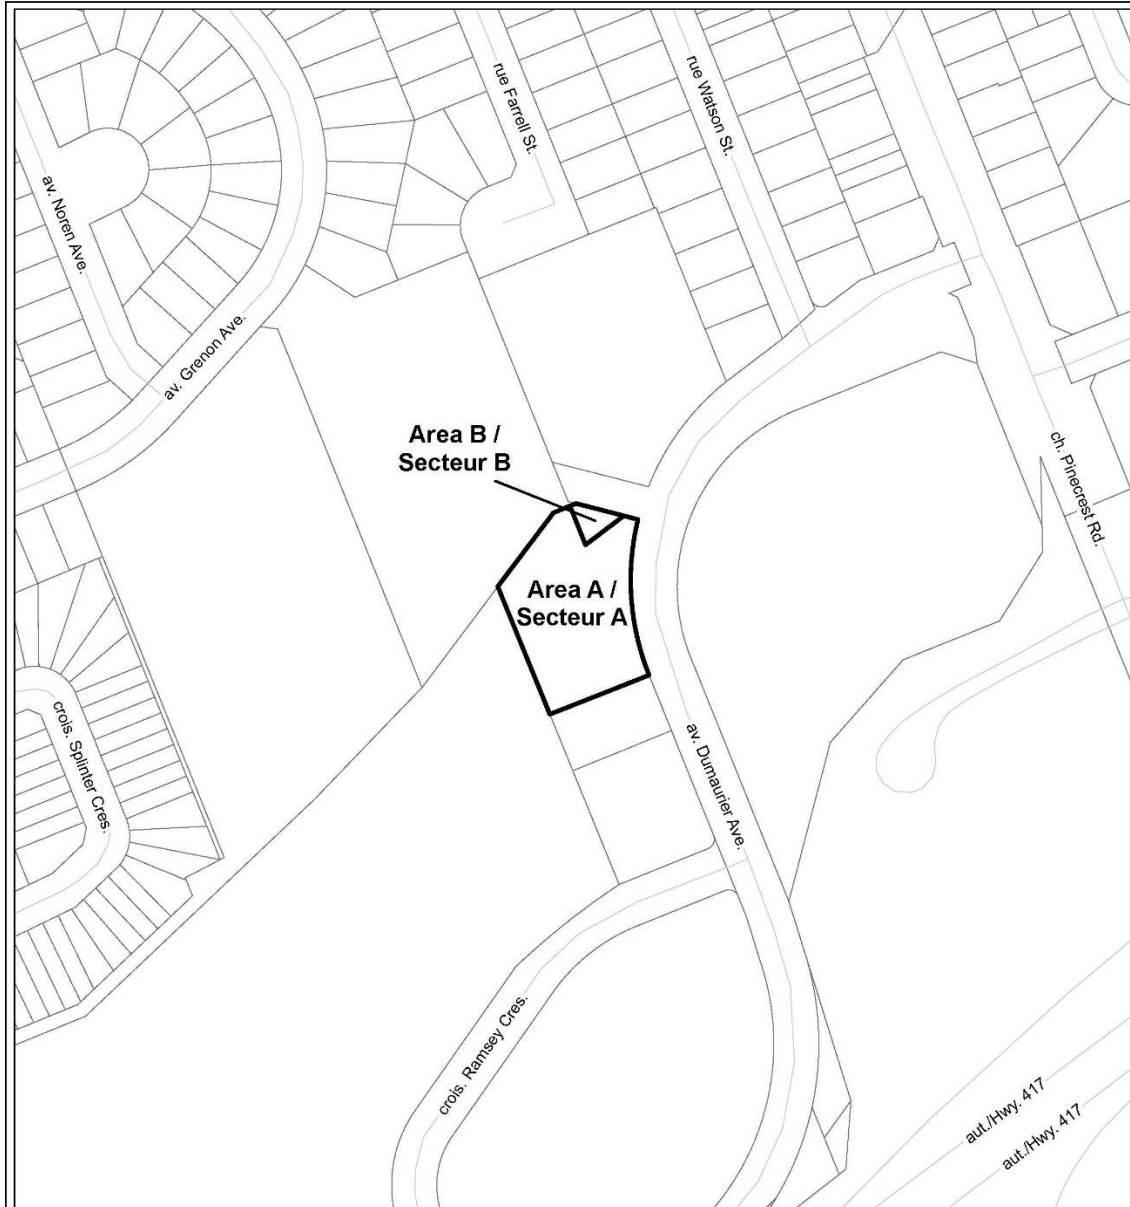 rue Farrell St.
rue Watson St.
av. Noren Ave.
av. Grenon Ave.
Area B /
Secteur B
ch. Pinecrest Rd.
Area A /
Secteur A
crois. Splinter Cres.
av. Dumaurier Ave.
crois. Ramsey Cres.
aut./Hwy. 417
aut./Hwy. 417